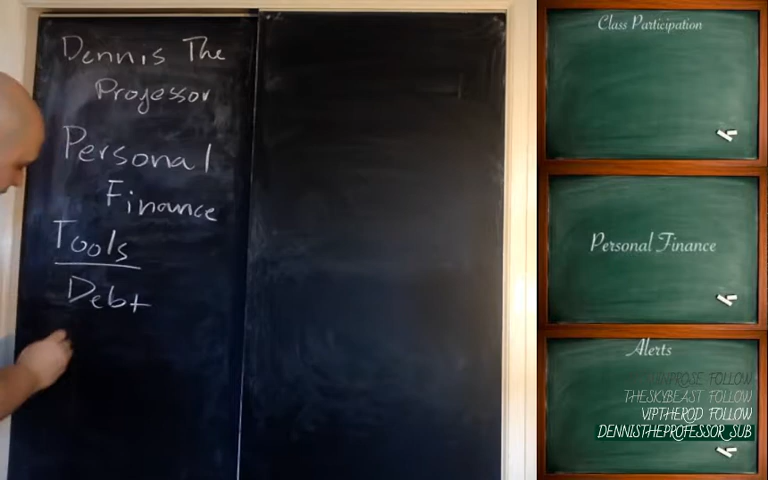 Dennis The
Professor
Personal
Finance
Tools
Debt
Class Participation
Personal Finance
Alerts
THESKYBEAST FOLLOW
VIPTHEROD FOLLOW
DENNISTHEPROFESSOR SUB